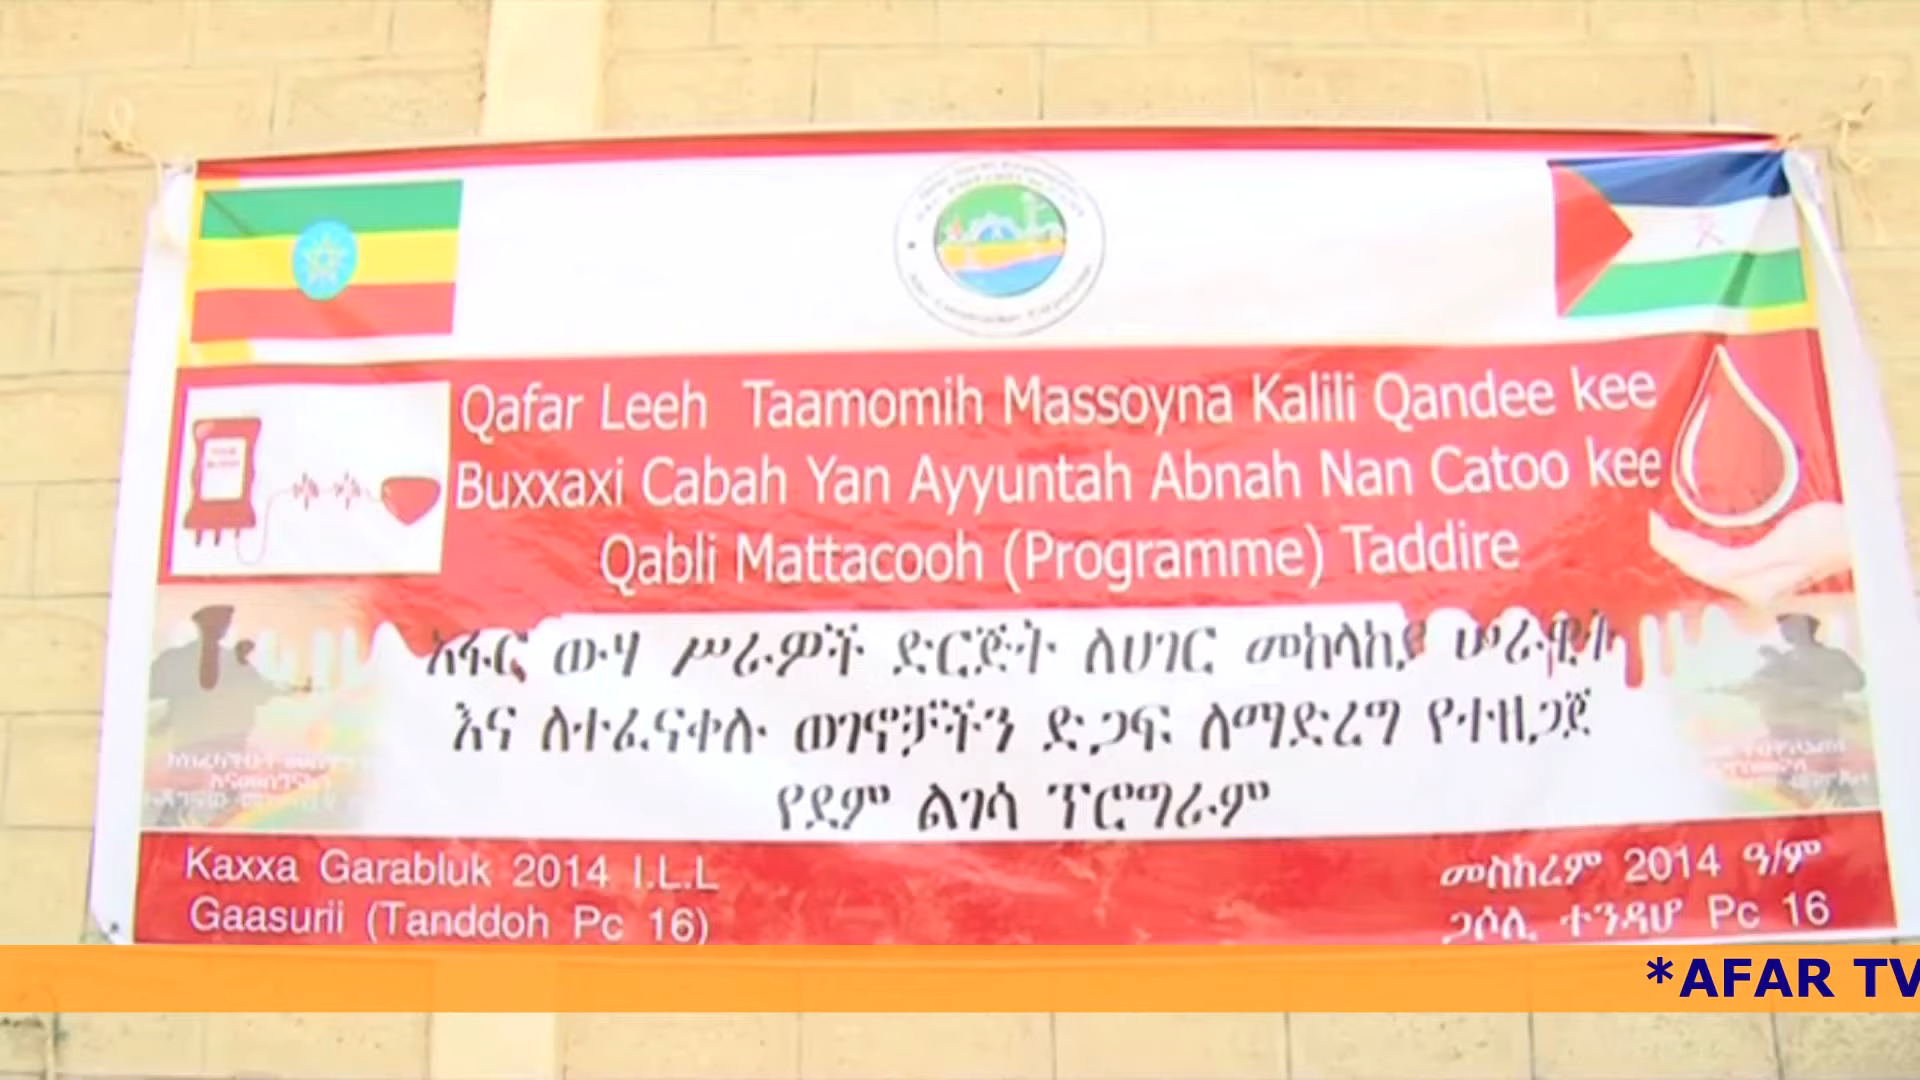 Qafar Leeh Taamomih Massoyna Kalili Qandee kee
Buxxaxi Cabah Yan Ayyuntah Abnah Nan Catoo kee
Qabli Mattacooh (Programme) Taddire
አፋር ውሃ ሥራዎች ድርጅት ለሀገር መከላከያ ሠራዊት
እና ለተፈናቀሉ ወገኖቻችን ድጋፍ ለማድረግ የተዘጋጀ
የደም ልገሳ ፕሮግራም
Kaxxa Garabluk 2014 I.L.L
Gaasurii (Tanddoh Pc 16)
መስከረም 2014 ዓ/ም
ጋሶሊ ተንዳሆ Pc 16
*AFAR TV